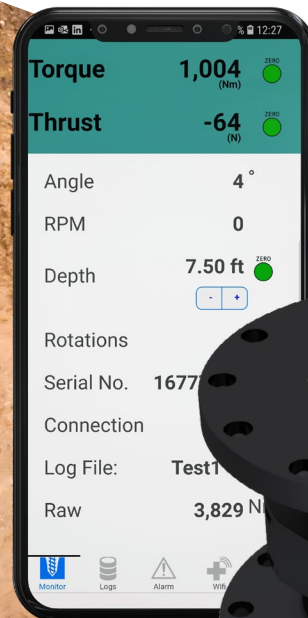 12:27
Torque 1,004 ZERO
(Nm)
Thrust -64 ZERO
(N)
Angle 4°
RPM 0
Depth 7.50 ft ZERO
- +
Rotations
Serial No.
Connection
Log File: Test1
Raw 3,829
Monitor Logs Alarm Wifi